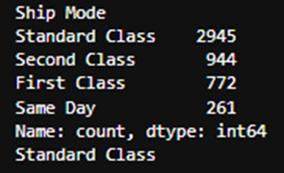 Ship Mode
Standard Class    2945
Second Class       944
First Class        772
Same Day           261
Name: count, dtype: int64
Standard Class